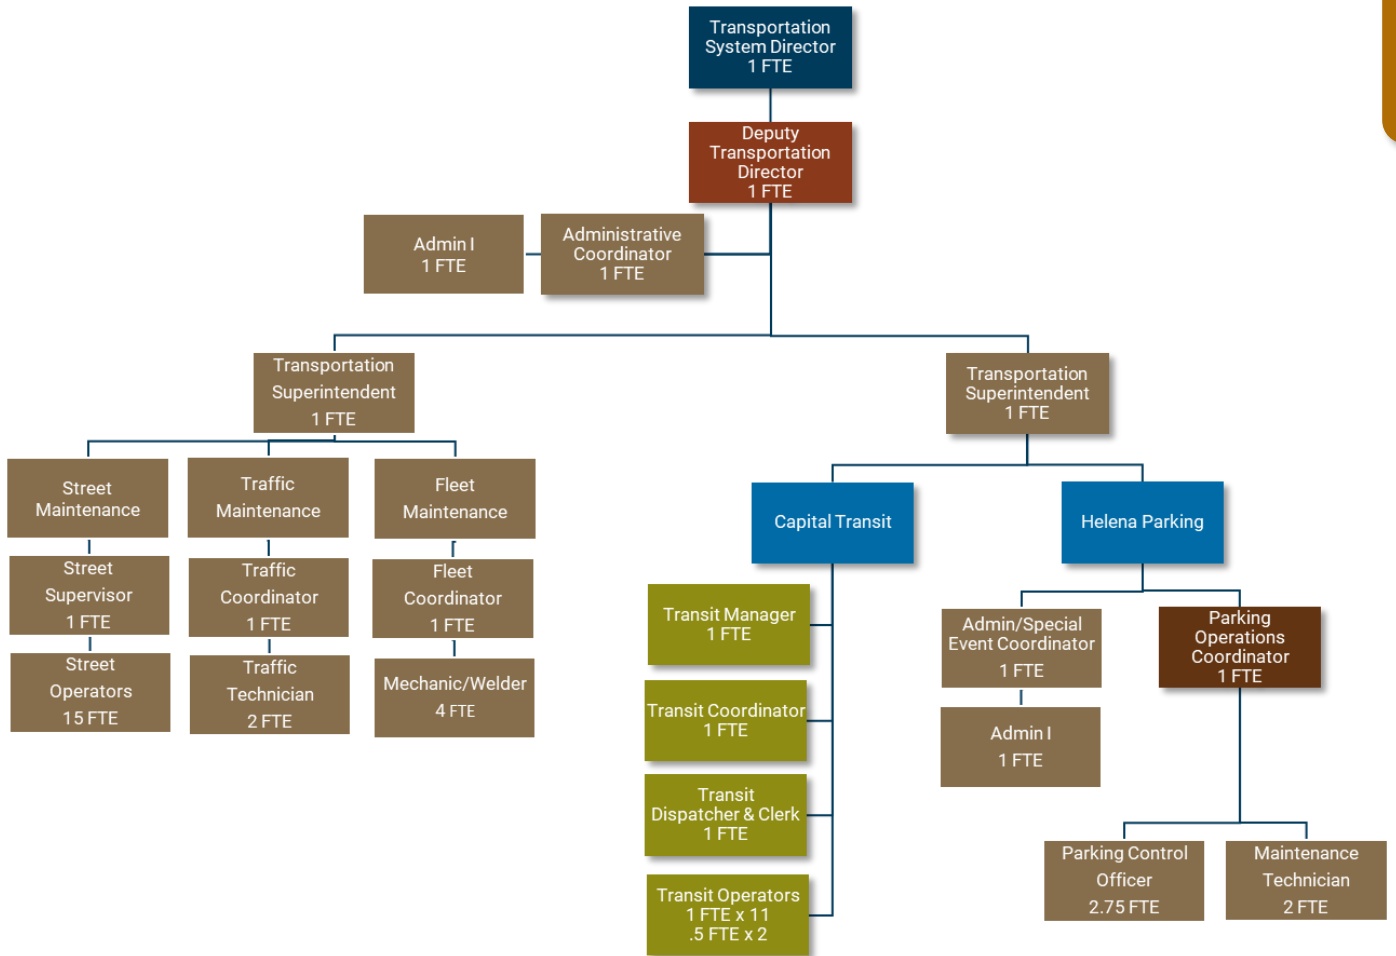 Transportation
System Director
1 FTE
Deputy
Transportation
Director
1 FTE
Admin I
1 FTE
Administrative
Coordinator
1 FTE
Transportation
Superintendent
1 FTE
Transportation
Superintendent
1 FTE
Street
Maintenance
Traffic
Maintenance
Fleet
Maintenance
Capital Transit
Helena Parking
Street
Supervisor
1 FTE
Traffic
Coordinator
1 FTE
Fleet
Coordinator
1 FTE
Street
Operators
15 FTE
Traffic
Technician
2 FTE
Mechanic/Welder
4 FTE
Transit Manager
1 FTE
Transit Coordinator
1 FTE
Transit
Dispatcher & Clerk
1 FTE
Transit Operators
1 FTE x 11
.5 FTE x 2
Admin/Special
Event Coordinator
1 FTE
Admin I
1 FTE
Parking
Operations
Coordinator
1 FTE
Parking Control
Officer
2.75 FTE
Maintenance
Technician
2 FTE